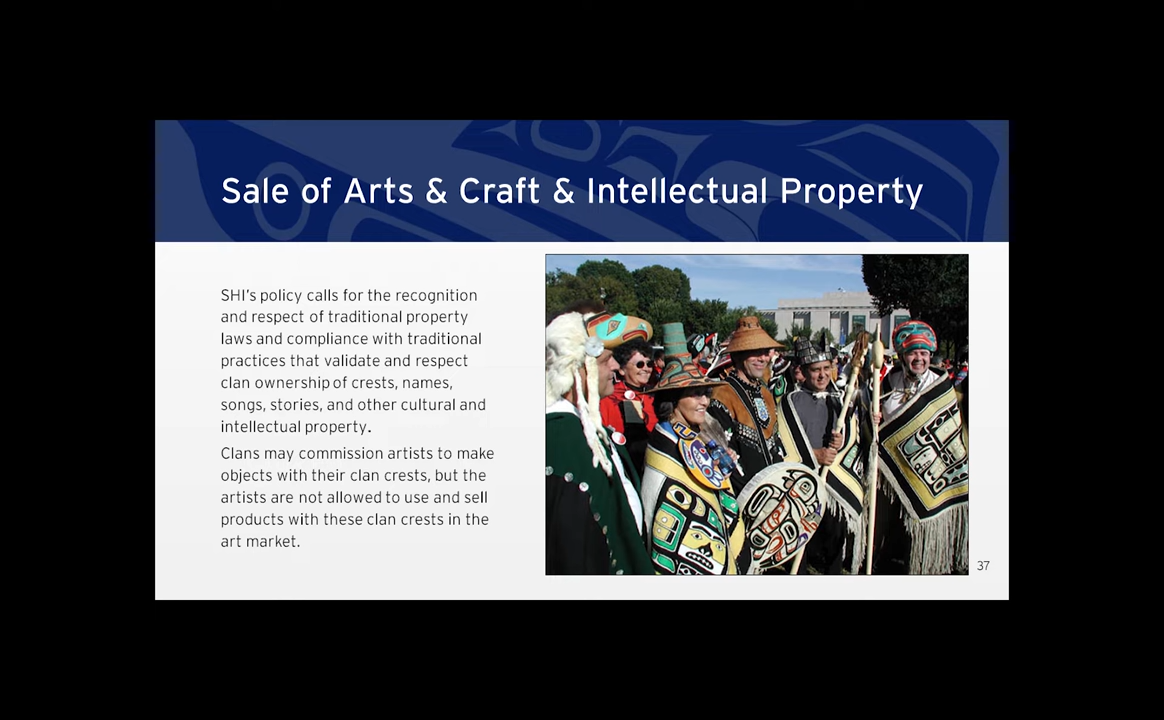 Sale of Arts & Craft & Intellectual Property
SHI's policy calls for the recognition
and respect of traditional property
laws and compliance with traditional
practices that validate and respect
clan ownership of crests, names,
songs, stories, and other cultural and
intellectual property.
Clans may commission artists to make
objects with their clan crests, but the
artists are not allowed to use and sell
products with these clan crests in the
art market.
37